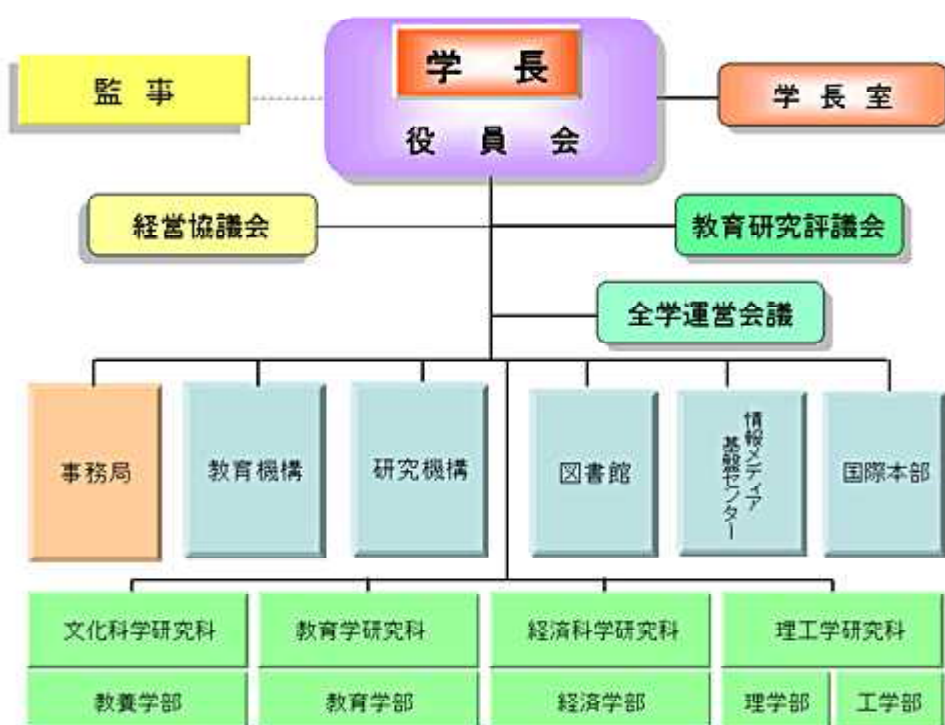 学 長
監 事
学 長 室
役 員 会
経営協議会
教育研究評議会
全学運営会議
事務局
教育機構
研究機構
図書館
情報メディア
基盤センター
国際本部
文化科学研究科
教育学研究科
経済科学研究科
理工学研究科
教養学部
教育学部
経済学部
理学部
工学部